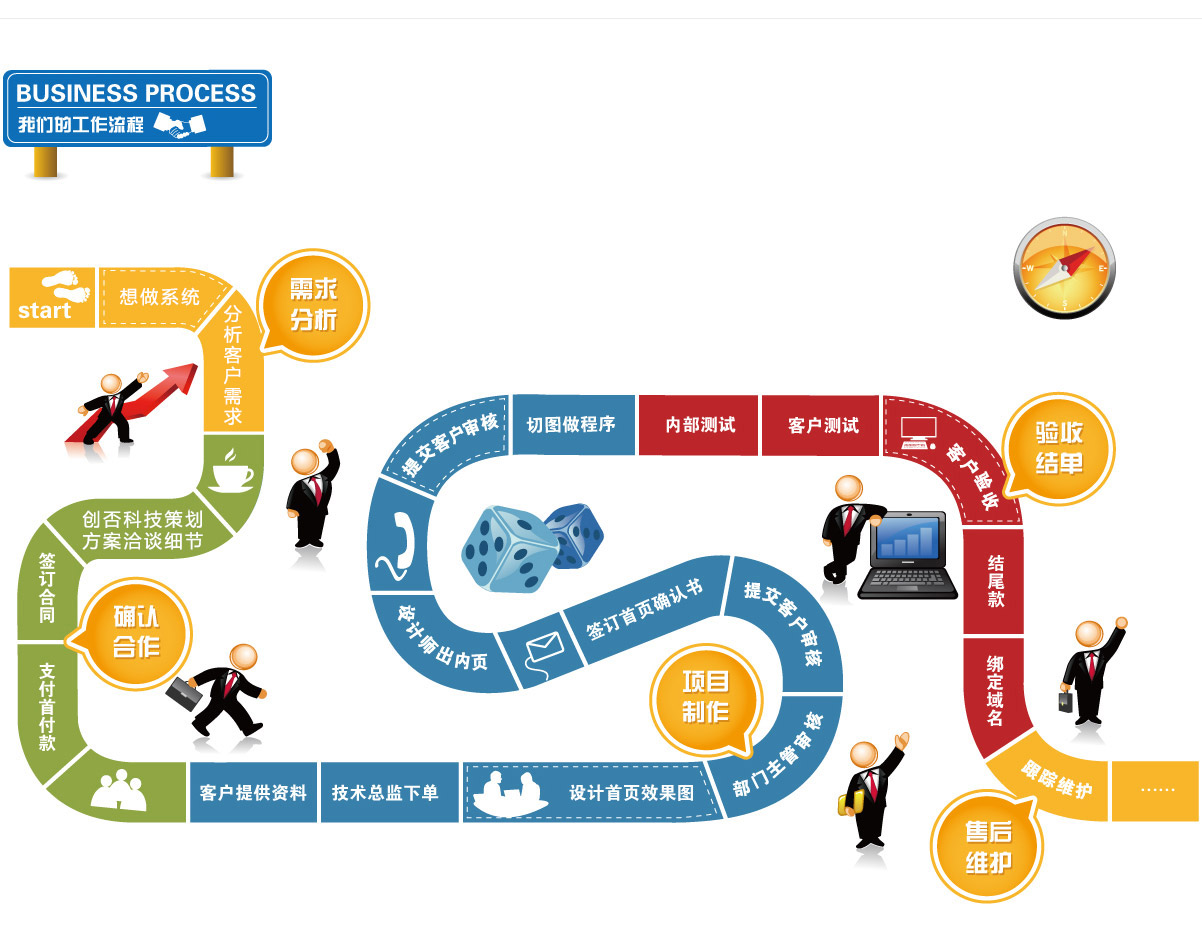 BUSINESS PROCESS
我们的工作流程
start
想做系统
分析客户需求
需求
分析
创否科技策划
方案洽谈细节
签订合同
确认
合作
支付首付款
客户提供资料
技术总监下单
设计首页效果图
部门主管审核
项目
制作
提交客户审核
签订首页确认书
设计师出内页
提交客户审核
切图做程序
内部测试
客户测试
客户验收
验收
结单
结尾款
绑定域名
跟踪维护
售后
维护
……
N
W
E
S